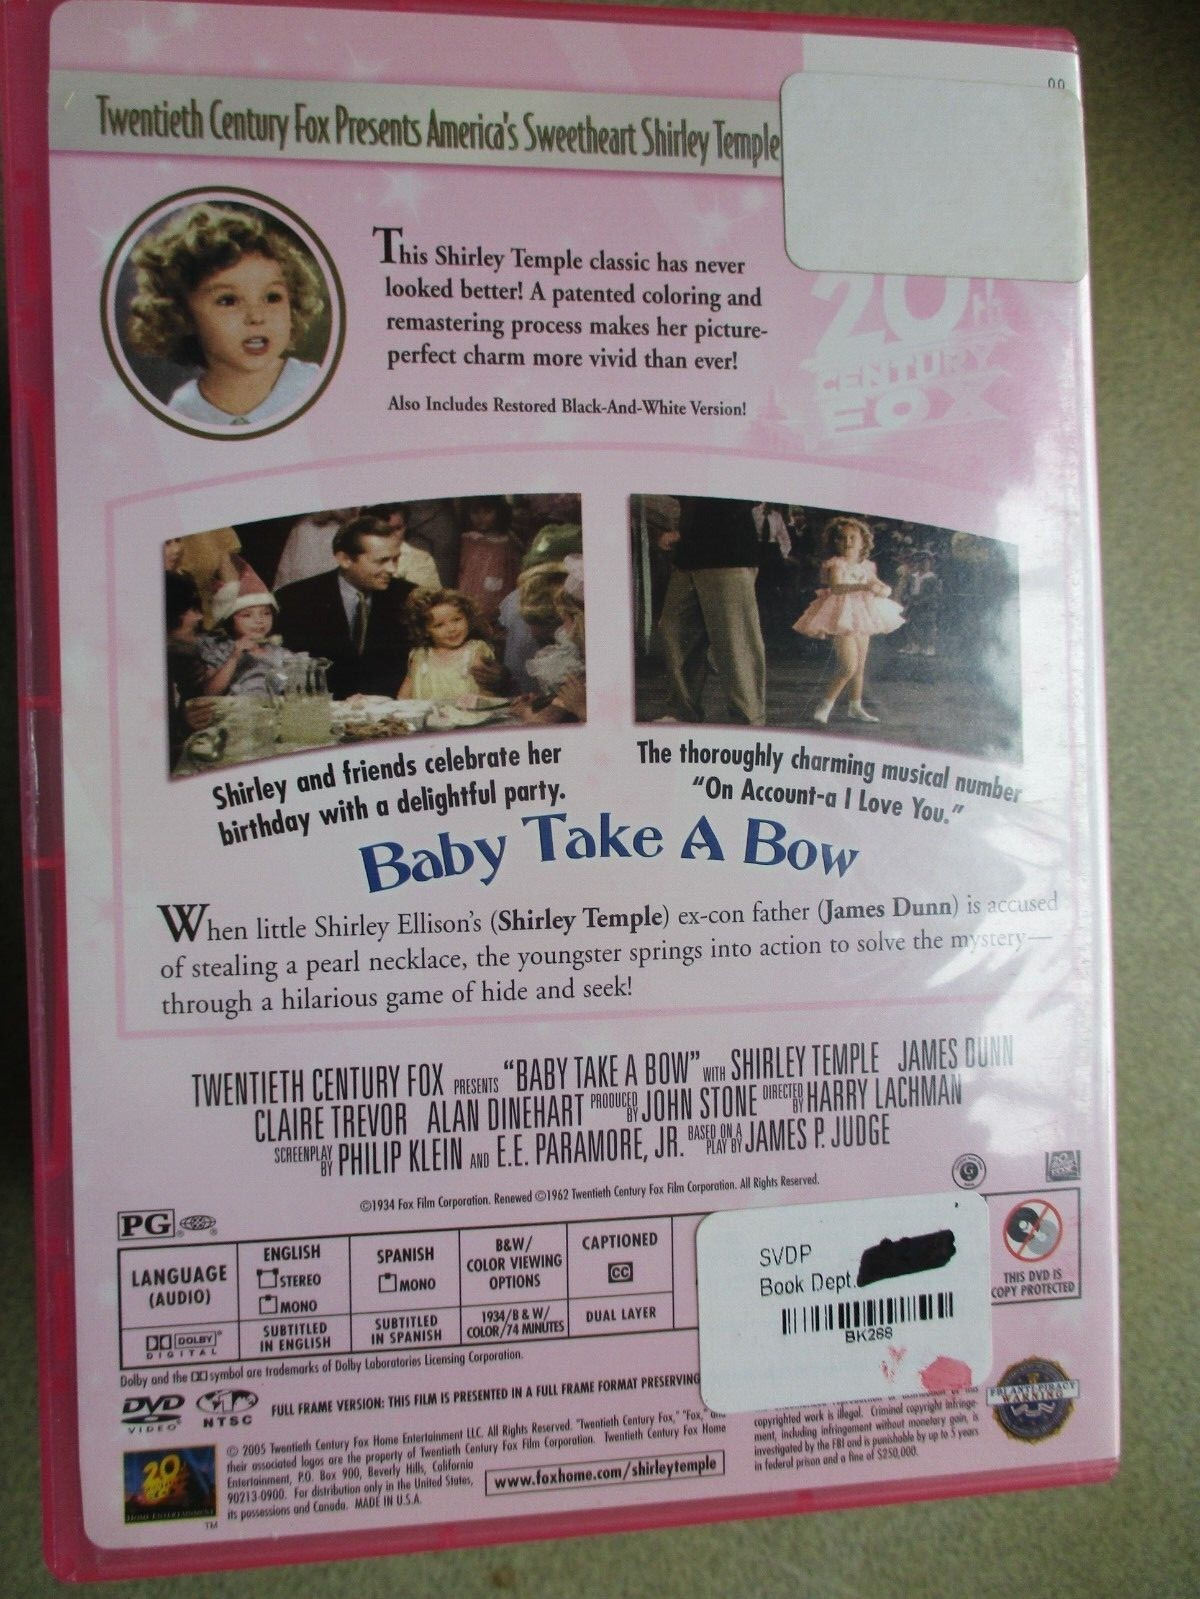 00
Twentieth Century Fox Presents America's Sweetheart Shirley Temple
This Shirley Temple classic has never
looked better! A patented coloring and
remastering process makes her picture-
perfect charm more vivid than ever!
Also Includes Restored Black-And-White Version!
20th
CENTURY
FOX
Shirley and friends celebrate her
birthday with a delightful party.
The thoroughly charming musical number
"On Account-a I Love You."
Baby Take A Bow
When little Shirley Ellison's (Shirley Temple) ex-con father (James Dunn) is accused
of stealing a pearl necklace, the youngster springs into action to solve the mystery—
through a hilarious game of hide and seek!
TWENTIETH CENTURY FOX PRESENTS "BABY TAKE A BOW" WITH SHIRLEY TEMPLE JAMES DUNN
CLAIRE TREVOR ALAN DINEHART PRODUCED BY JOHN STONE DIRECTED BY HARRY LACHMAN
SCREENPLAY BY PHILIP KLEIN AND E.E. PARAMORE, JR. BASED ON A PLAY BY JAMES P. JUDGE
©1934 Fox Film Corporation. Renewed ©1962 Twentieth Century Fox Film Corporation. All Rights Reserved.
PG
LANGUAGE
(AUDIO)
ENGLISH
STEREO
MONO
SPANISH
MONO
B&W/
COLOR VIEWING
OPTIONS
CAPTIONED
CC
DOLBY
DIGITAL
SUBTITLED
IN ENGLISH
SUBTITLED
IN SPANISH
1934/B & W/
COLOR/74 MINUTES
DUAL LAYER
SVDP
Book Dept.
BK268
THIS DVD IS
COPY PROTECTED
Dolby and the symbol are trademarks of Dolby Laboratories Licensing Corporation.
DVD
VIDEO
NTSC
FULL FRAME VERSION: THIS FILM IS PRESENTED IN A FULL FRAME FORMAT PRESERVING
© 2005 Twentieth Century Fox Home Entertainment LLC. All Rights Reserved. "Twentieth Century Fox," "Fox," and
their associated logos are the property of Twentieth Century Fox Film Corporation. Twentieth Century Fox Home
Entertainment, P.O. Box 900, Beverly Hills, California
90213-0900. For distribution only in the United States,
its possessions and Canada. MADE IN U.S.A.
www.foxhome.com/shirleytemple
copyrighted work is illegal. Criminal copyright infringe-
ment, including infringement without monetary gain, is
investigated by the FBI and is punishable by up to 5 years
in federal prison and a fine of $250,000.
FBI ANTI-PIRACY
WARNING
20th
CENTURY
FOX
HOME ENTERTAINMENT
TM